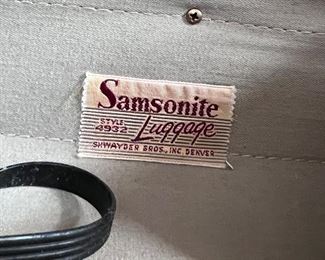 Samsonite
STYLE 4932 Luggage
SHWAYDER BROS., INC. DENVER